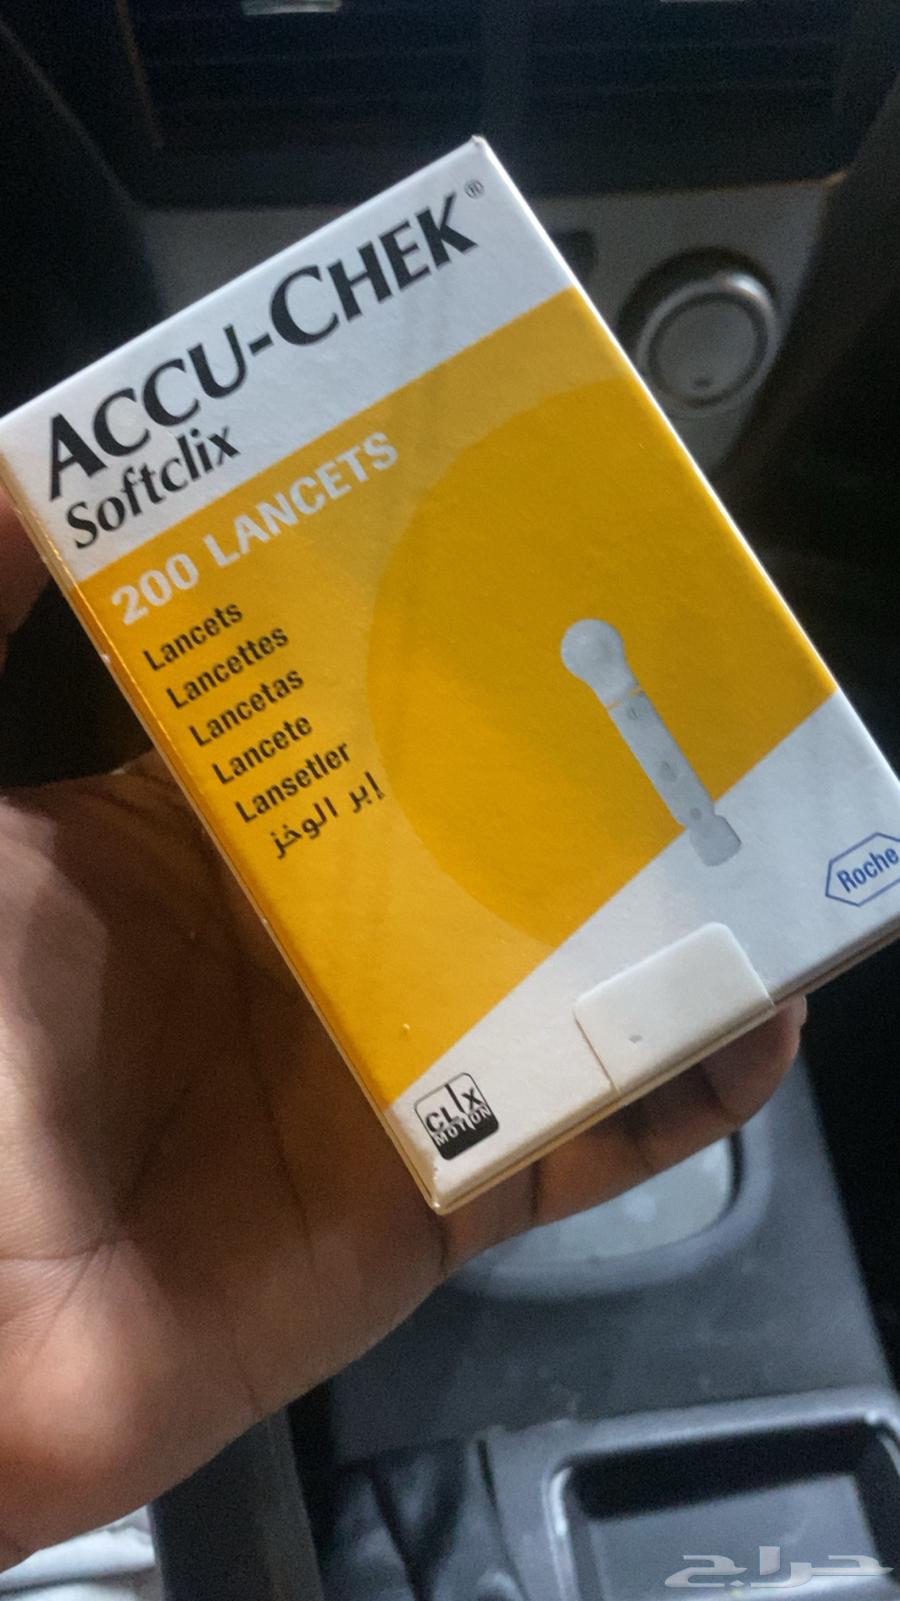 ACCU-CHEK®
Softclix
200 LANCETS
Lancets
Lancettes
Lancetas
Lancete
Lansetler
إبر الوخز
Roche
CLIX
MOTION
حراج